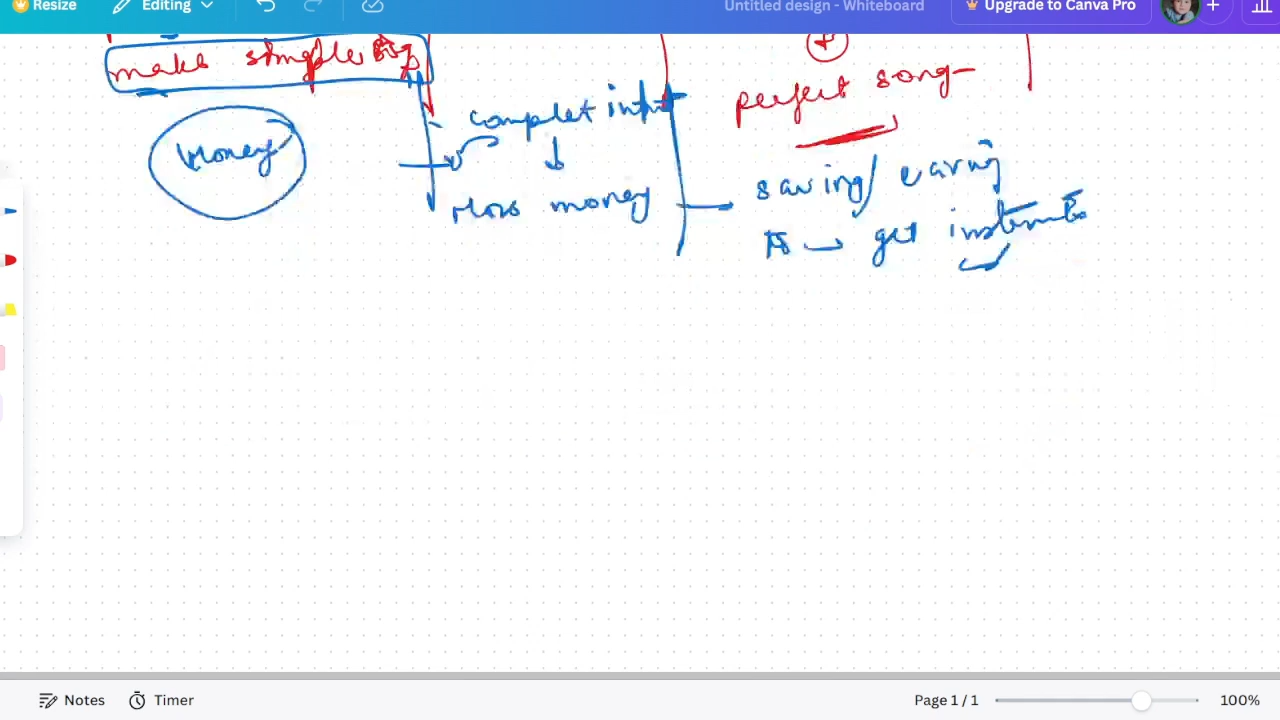 Resize
Editing
Untitled design - Whiteboard
Upgrade to Canva Pro
make simple
perfect song
Money
complet
money
saving/ earning
get
Notes
Timer
Page 1 / 1
100%